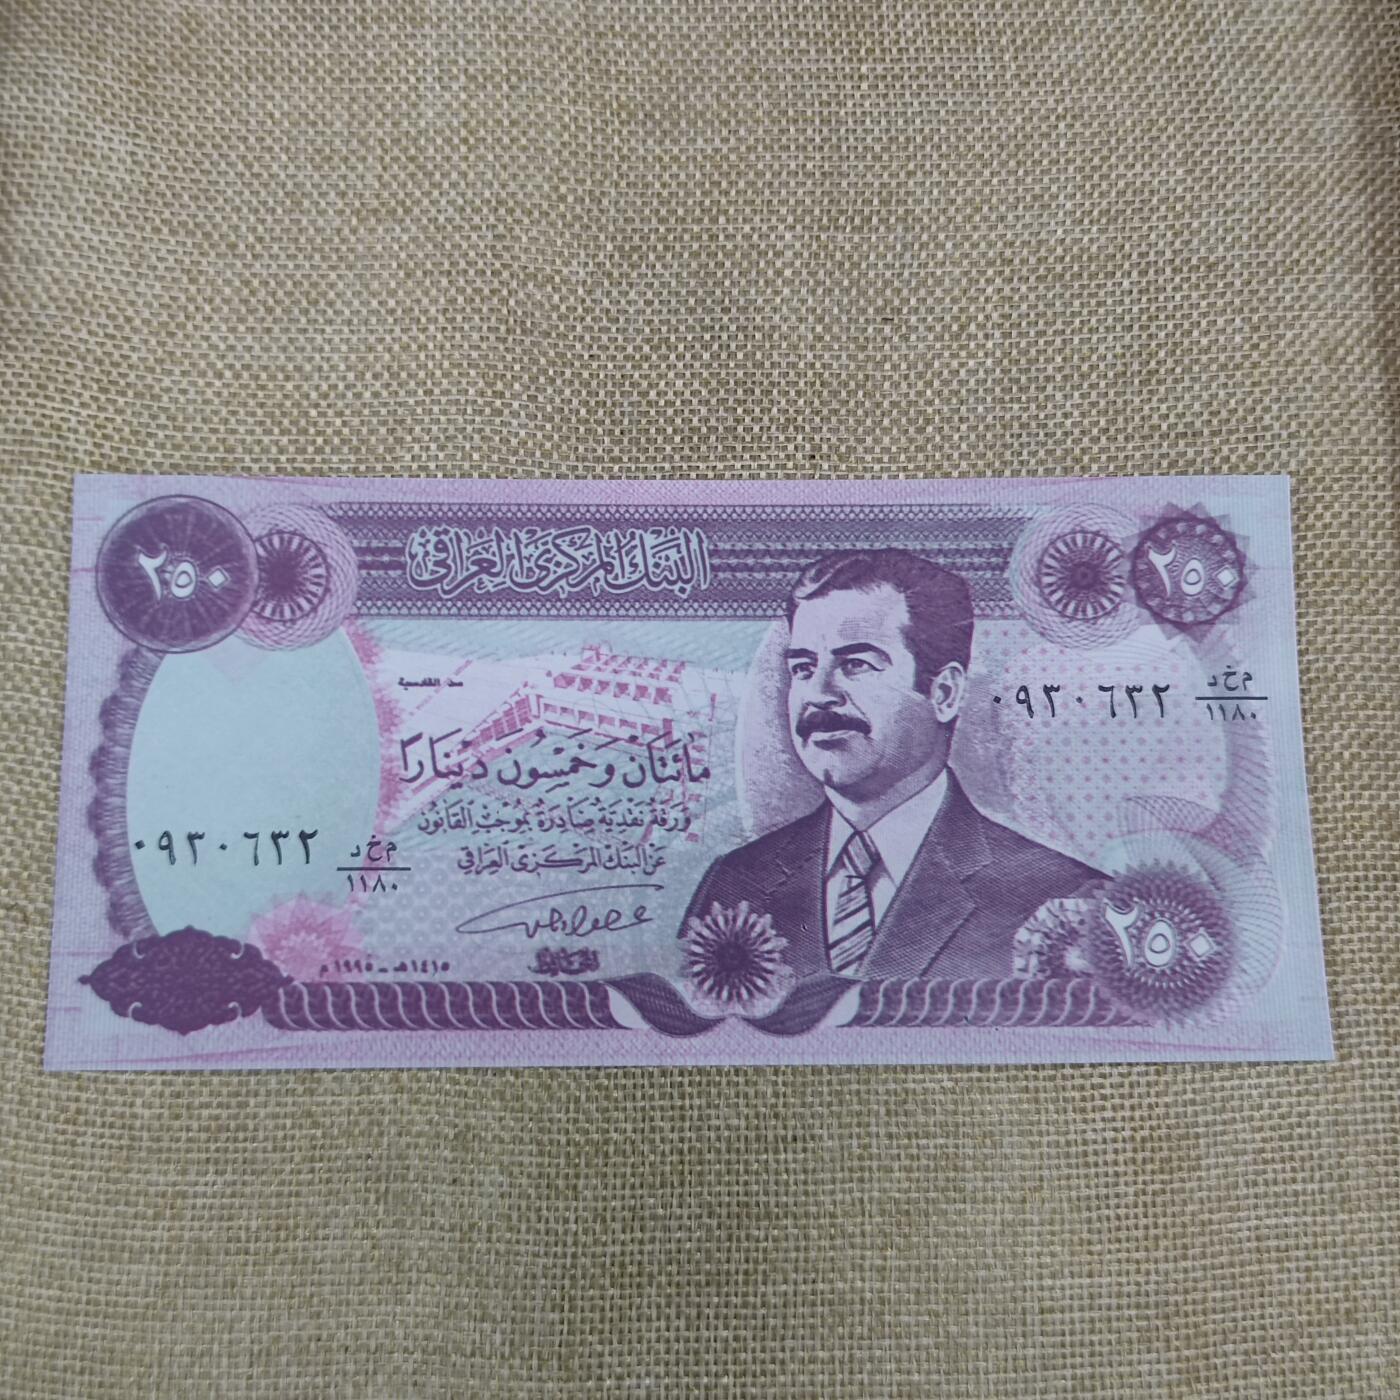 البنك المركزي العراقي
٢٥٠
٢٥٠
سد القادسية
م خ د
١١٨٠
٠٩٣٠٦٣٢
مائتان وخمسون دينارا
ورقة نقدية صادرة بموجب القانون
عن البنك المركزي العراقي
م خ د
١١٨٠
٠٩٣٠٦٣٢
٢٥٠
المحافظ
١٤١٥هـ - ١٩٩٥م